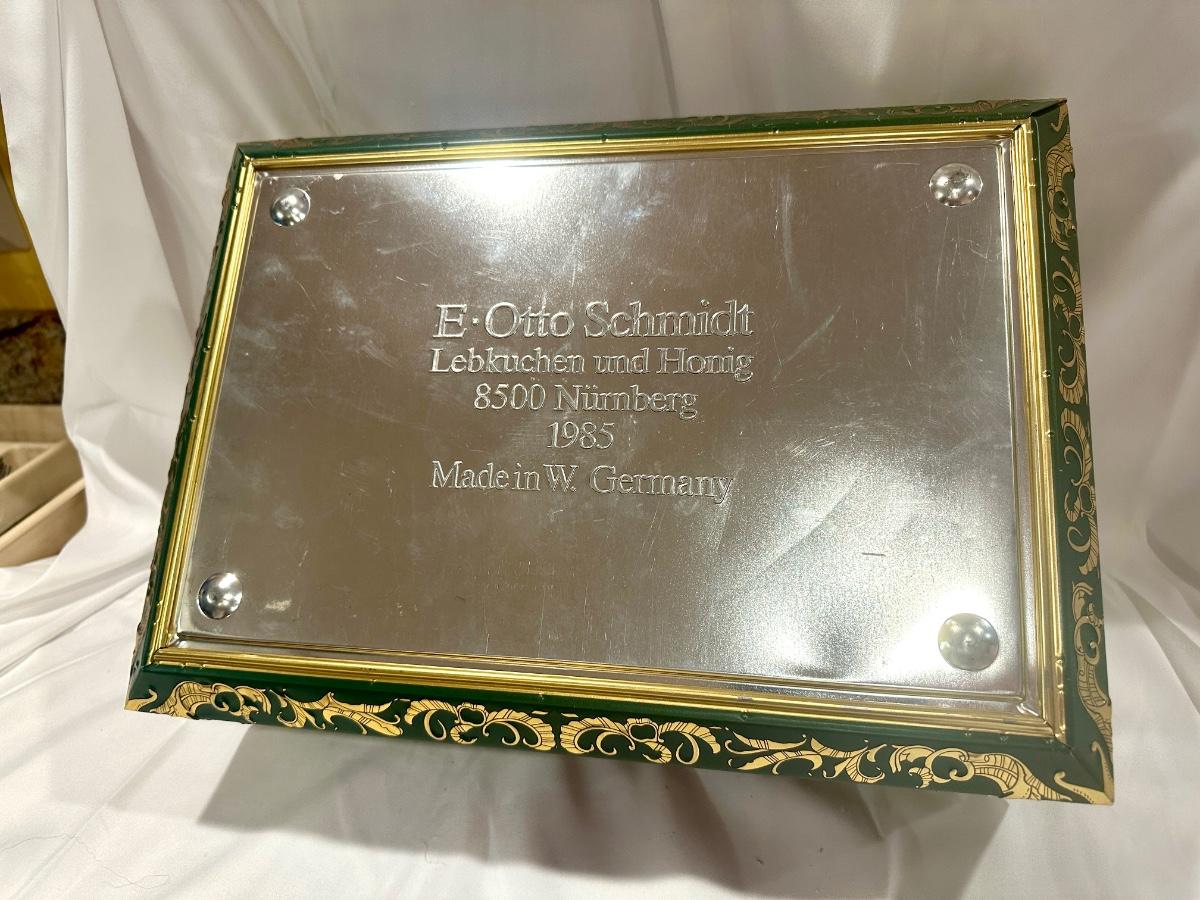 E·Otto Schmidt
Lebkuchen und Honig
8500 Nürnberg
1985
Made in W. Germany